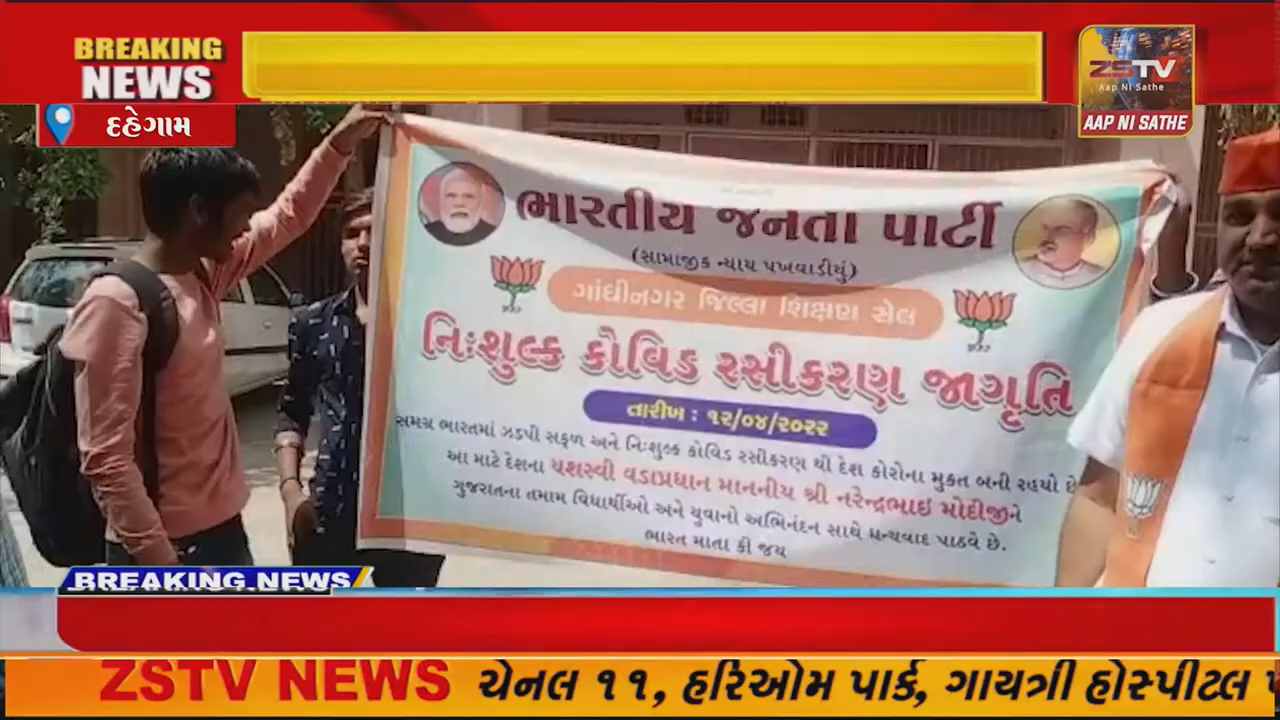 BREAKING
NEWS
ZSTV
Aap Ni Sathe
AAP NI SATHE
દહેગામ
ભારતીય જનતા પાર્ટી
(સામાજીક ન્યાય પખવાડીયું)
ગાંધીનગર જિલ્લા શિક્ષણ સેલ
નિઃશુલ્ક કોવિડ રસીકરણ જાગૃતિ
તારીખ : ૧૨/૦૪/૨૦૨૨
સમગ્ર ભારતમાં ઝડપી સફળ અને નિઃશુલ્ક કોવિડ રસીકરણ થી દેશ કોરોના મુકત બની રહયો છે
આ માટે દેશના યશસ્વી વડાપ્રધાન માનનીય શ્રી નરેન્દ્રભાઇ મોદીજીને
ગુજરાતના તમામ વિદ્યાર્થીઓ અને યુવાનો અભિનંદન સાથે ધન્યવાદ પાઠવે છે.
ભારત માતા કી જય
BREAKING NEWS
ZSTV NEWS ચેનલ ૧૧, હરિઓમ પાર્ક, ગાયત્રી હોસ્પીટલ